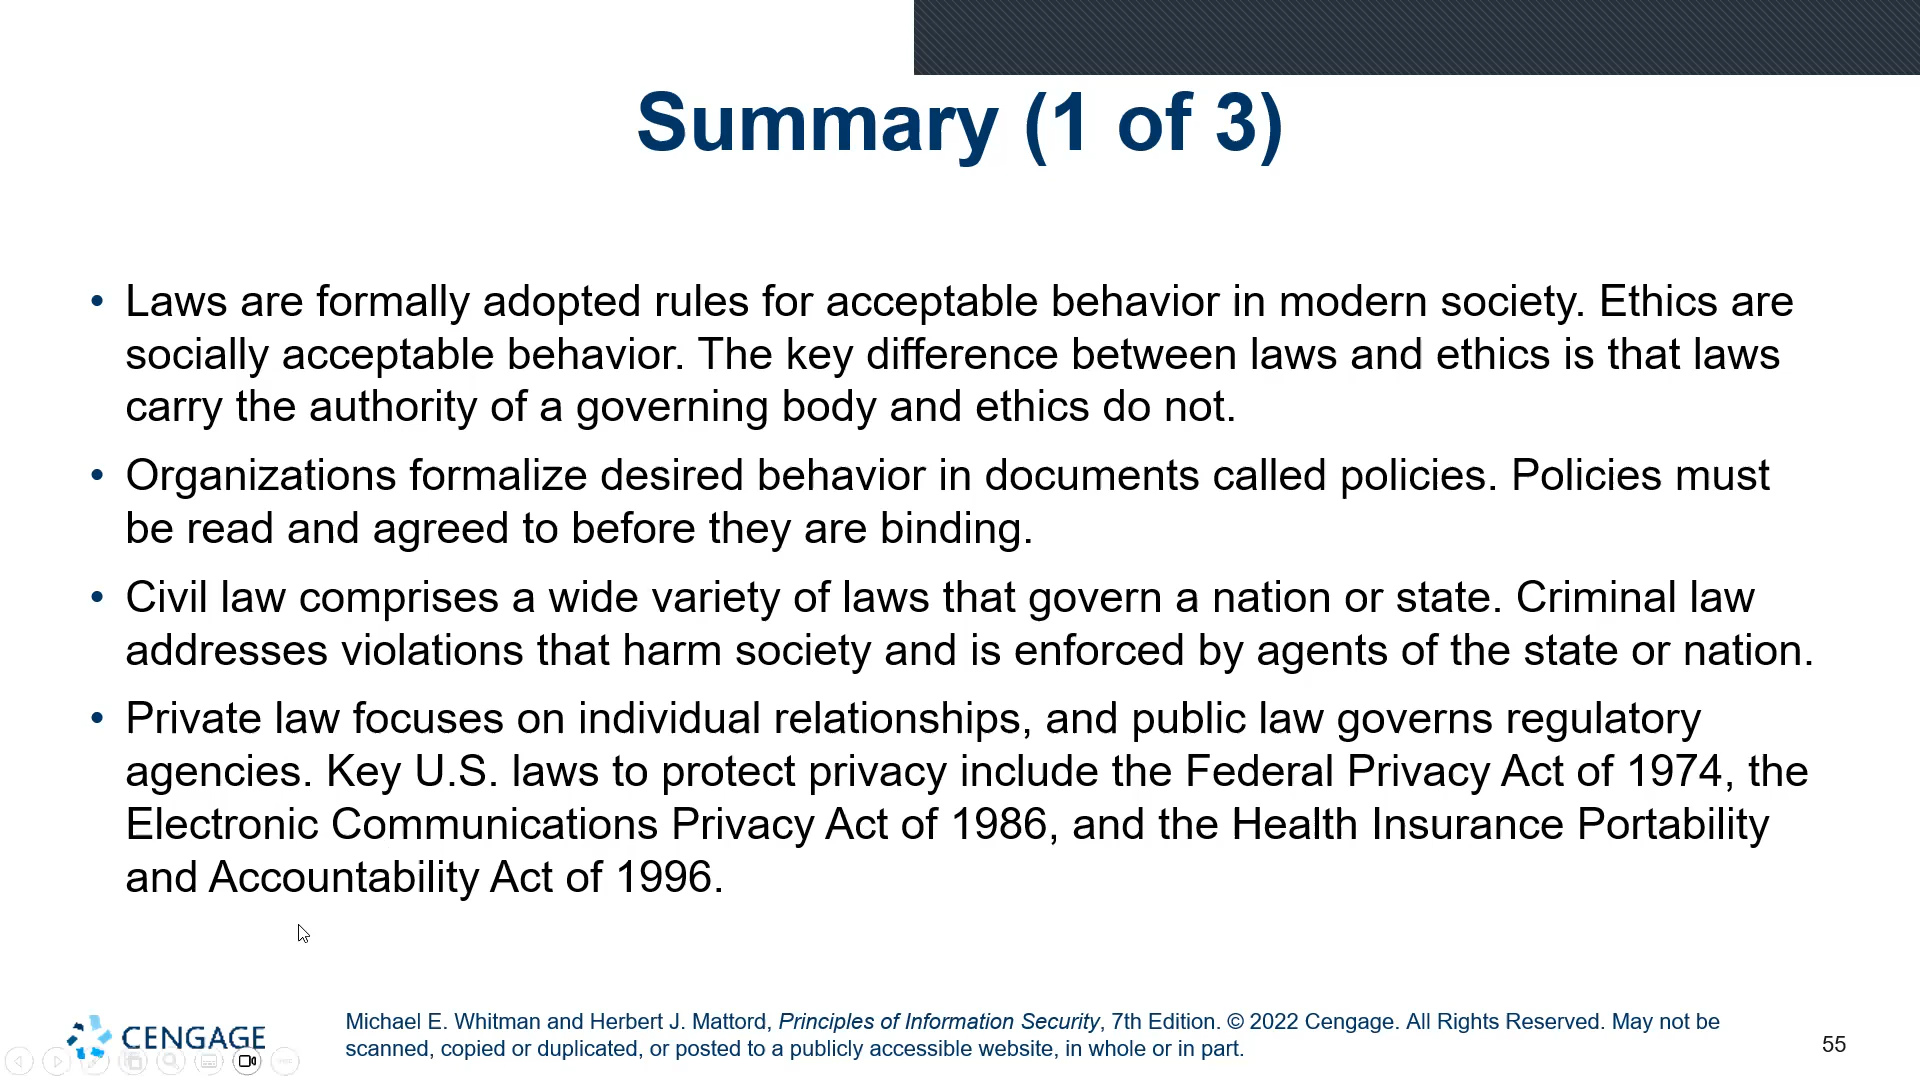 Summary (1 of 3)
• Laws are formally adopted rules for acceptable behavior in modern society. Ethics are
socially acceptable behavior. The key difference between laws and ethics is that laws
carry the authority of a governing body and ethics do not.
• Organizations formalize desired behavior in documents called policies. Policies must
be read and agreed to before they are binding.
• Civil law comprises a wide variety of laws that govern a nation or state. Criminal law
addresses violations that harm society and is enforced by agents of the state or nation.
• Private law focuses on individual relationships, and public law governs regulatory
agencies. Key U.S. laws to protect privacy include the Federal Privacy Act of 1974, the
Electronic Communications Privacy Act of 1986, and the Health Insurance Portability
and Accountability Act of 1996.
CENGAGE
Michael E. Whitman and Herbert J. Mattord, Principles of Information Security, 7th Edition. © 2022 Cengage. All Rights Reserved. May not be
scanned, copied or duplicated, or posted to a publicly accessible website, in whole or in part.
55